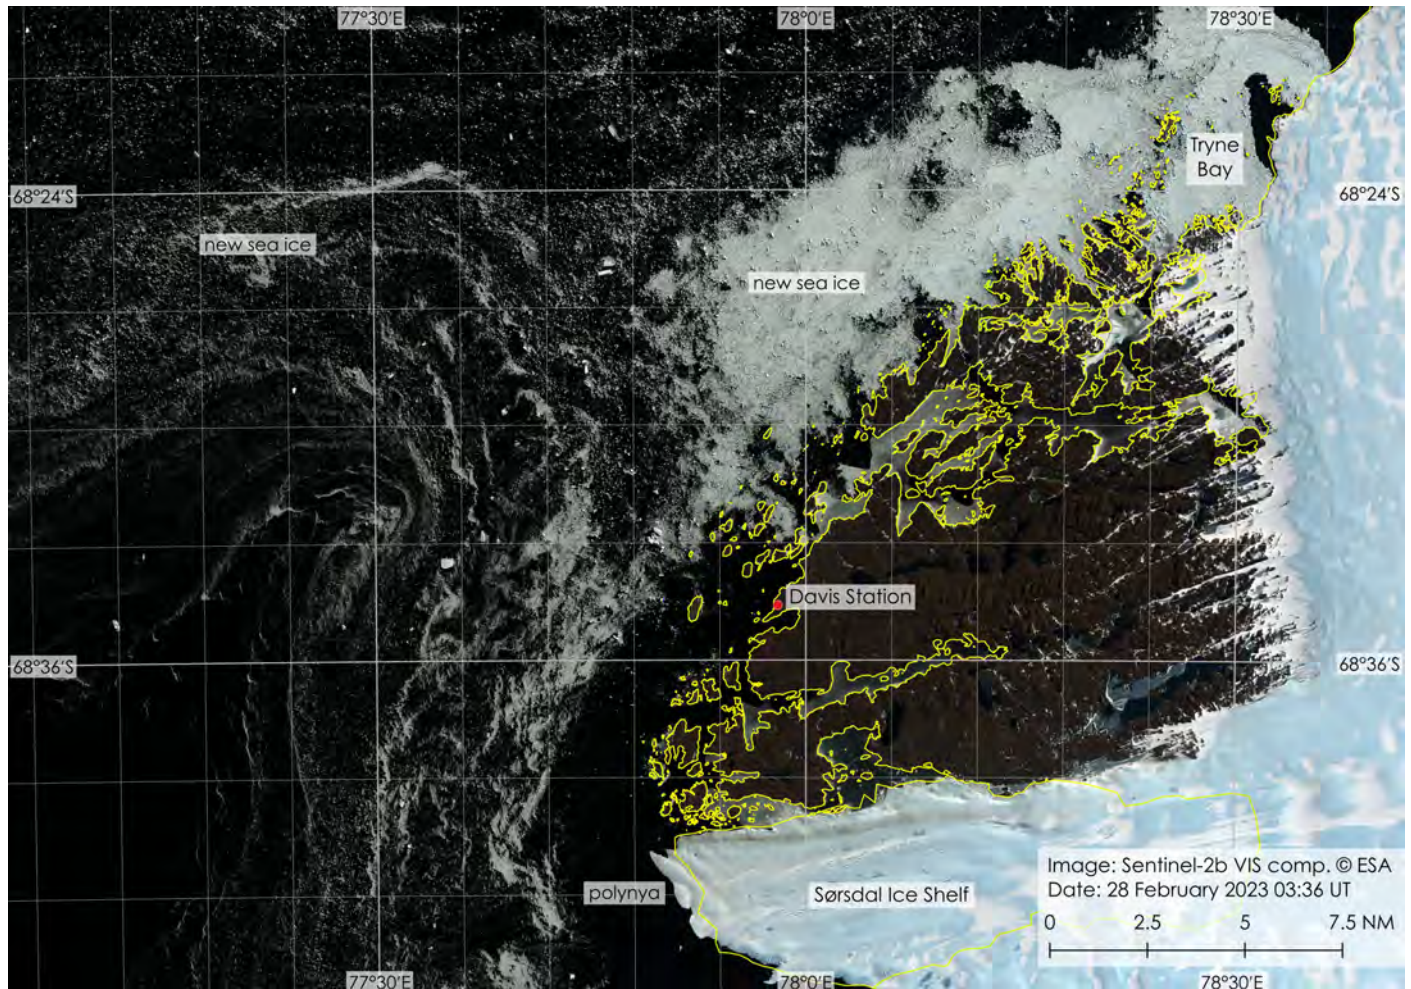 77°30′E
78°0′E
78°30′E
Tryne
Bay
68°24′S
68°24′S
new sea ice
new sea ice
Davis Station
68°36′S
68°36′S
polynya
Sørsdal Ice Shelf
Image: Sentinel-2b VIS comp. © ESA
Date: 28 February 2023 03:36 UT
0 2.5 5 7.5 NM
77°30′E
78°0′E
78°30′E